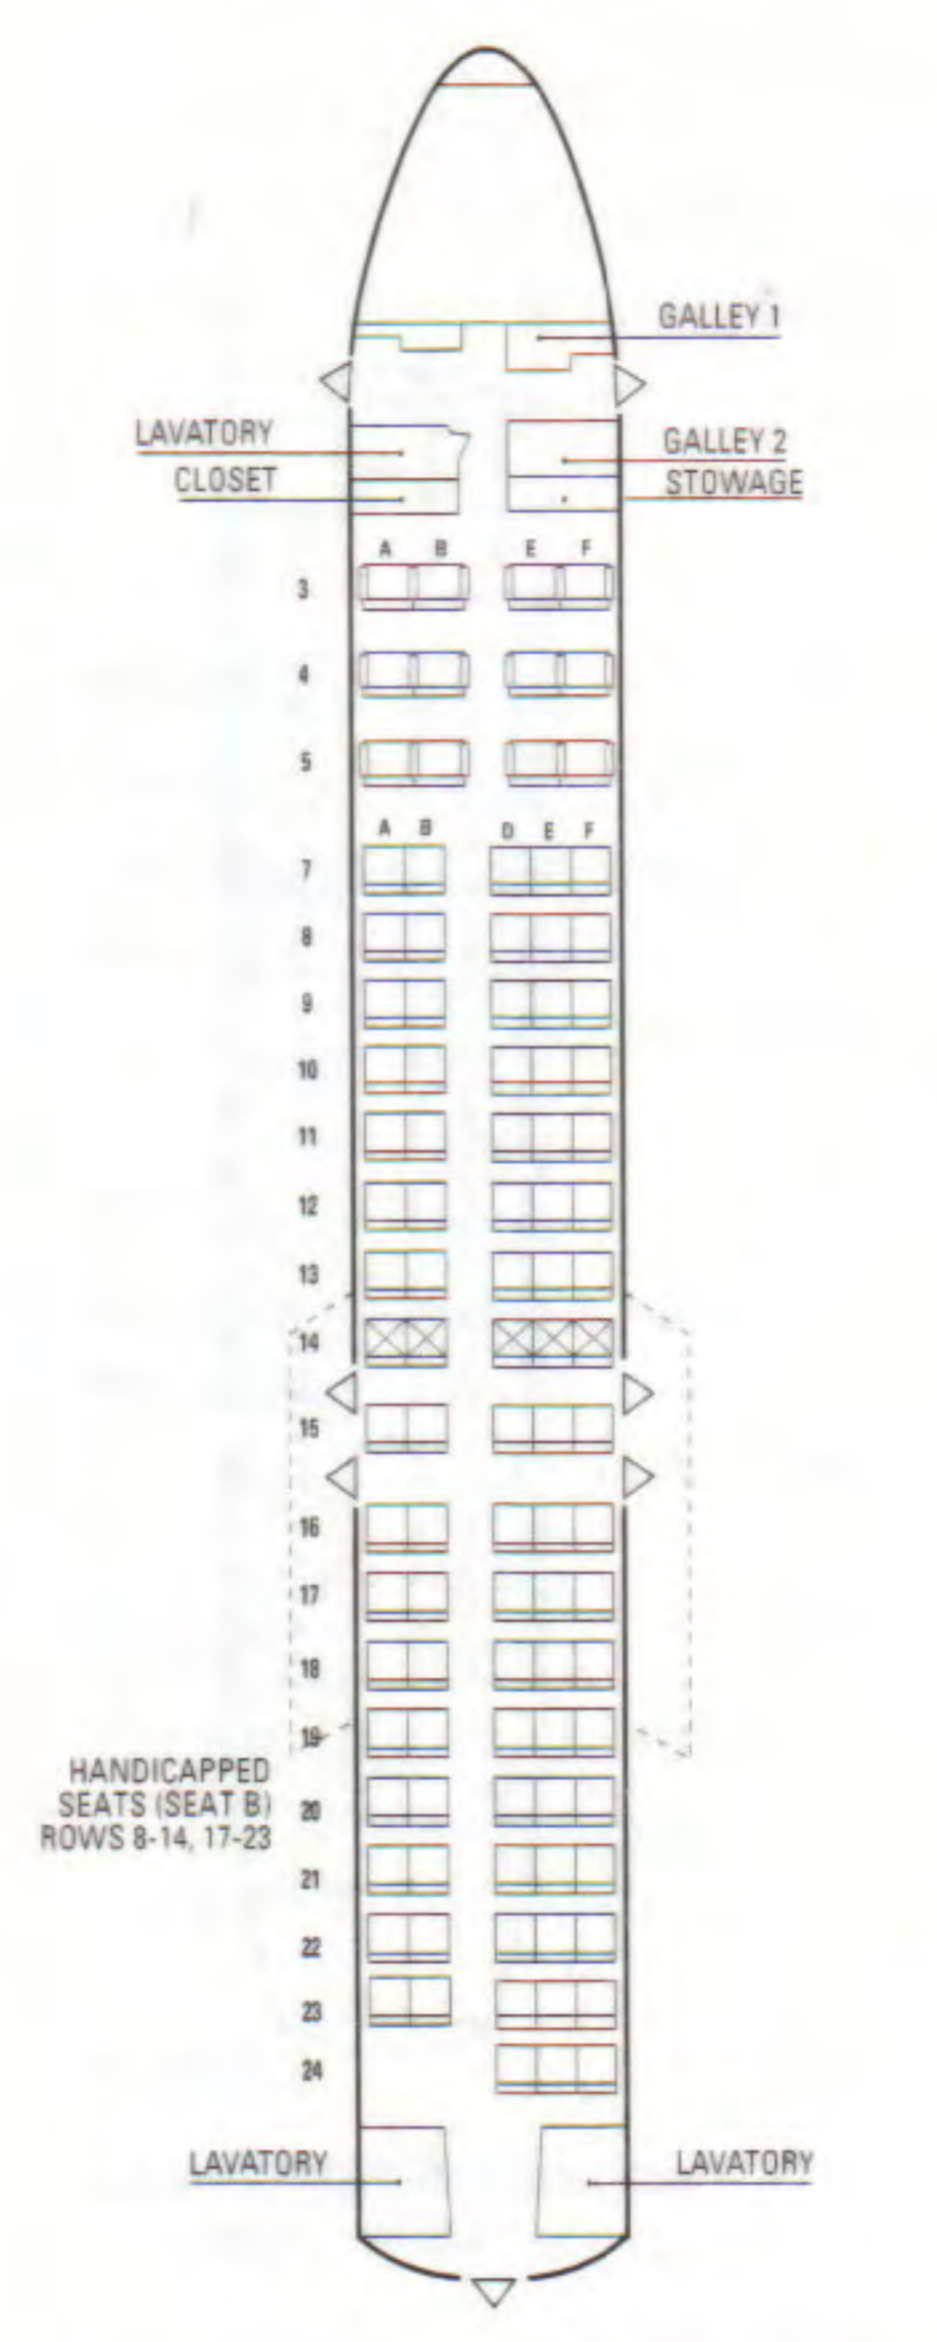 GALLEY 1
LAVATORY
GALLEY 2
CLOSET
STOWAGE
A B E F
3
4
5
A B D E F
7
8
9
10
11
12
13
14
15
16
17
18
19
HANDICAPPED
SEATS (SEAT B)
ROWS 8-14, 17-23
20
21
22
23
24
LAVATORY
LAVATORY